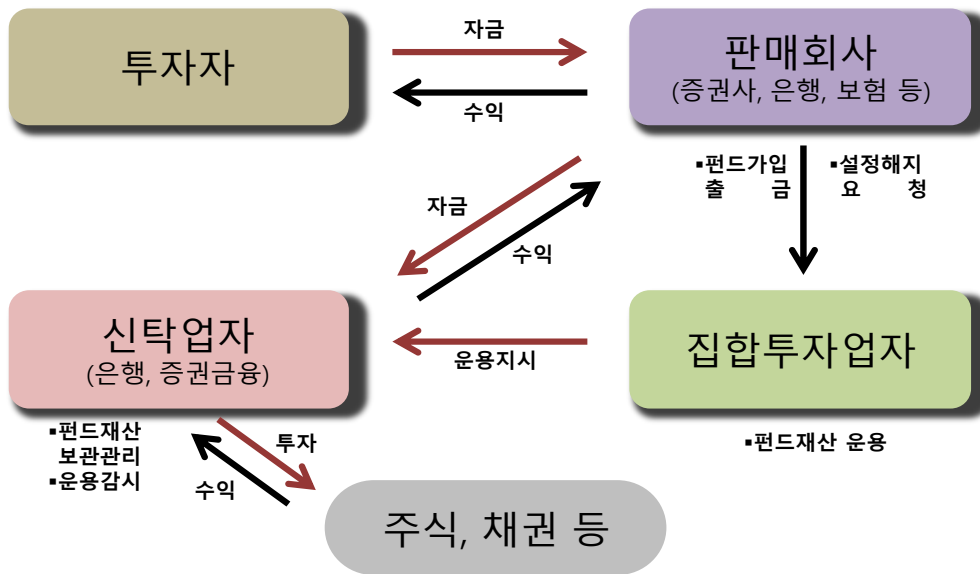 투자자
자금
수익
판매회사
(증권사, 은행, 보험 등)
▪펀드가입
출 금
▪설정해지
요 청
자금
수익
신탁업자
(은행, 증권금융)
운용지시
집합투자업자
▪펀드재산
보관관리
▪운용감시
투자
수익
▪펀드재산 운용
주식, 채권 등